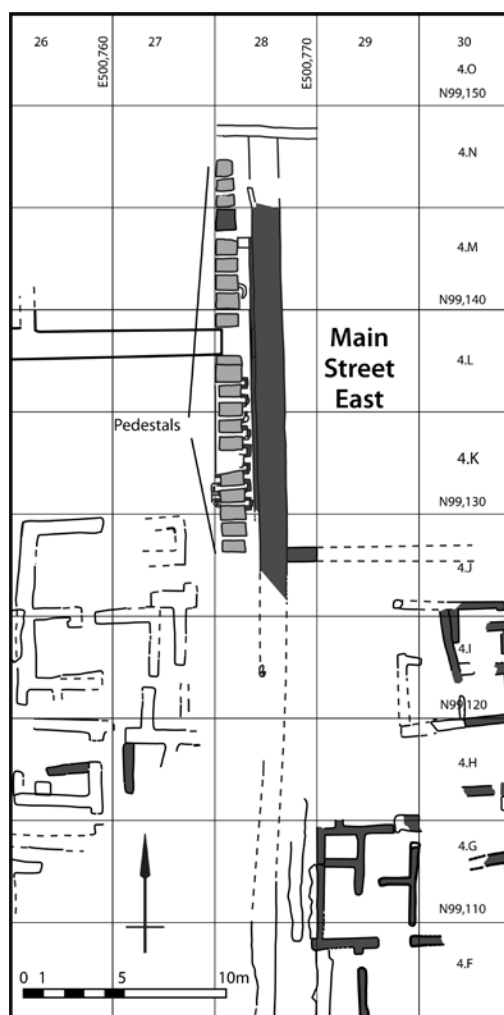 26
E500,760
27
28
E500,770
29
30
4.O
N99,150
4.N
4.M
N99,140
Main
Street
East
4.L
Pedestals
4.K
N99,130
4.J
4.I
N99,120
4.H
4.G
N99,110
4.F
0 1 5 10m